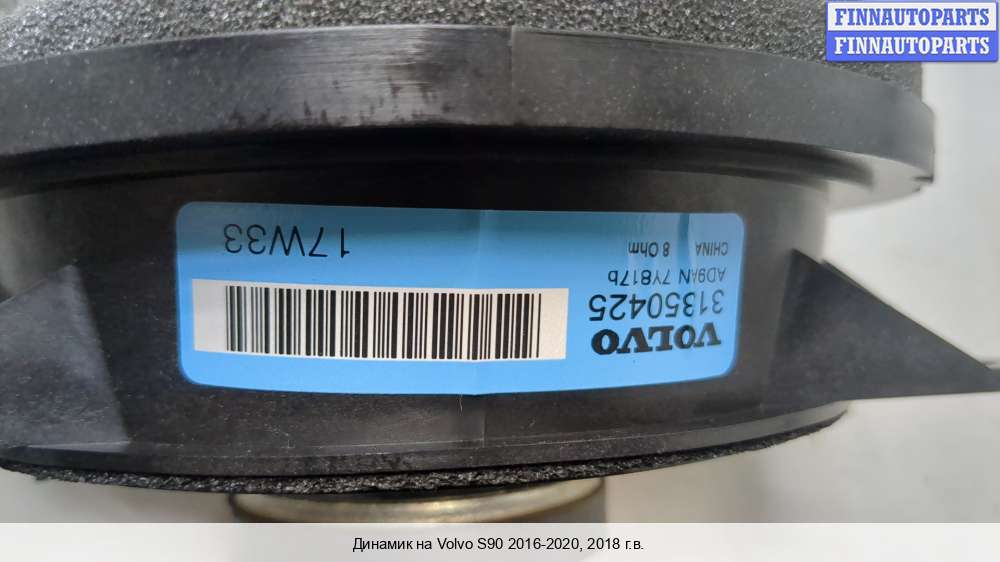 FINNAUTOPARTS
FINNAUTOPARTS
VOLVO
31350425
AD9AN 7Y817b
CHINA 8 Ohm
17W33
Динамик на Volvo S90 2016-2020, 2018 г.в.